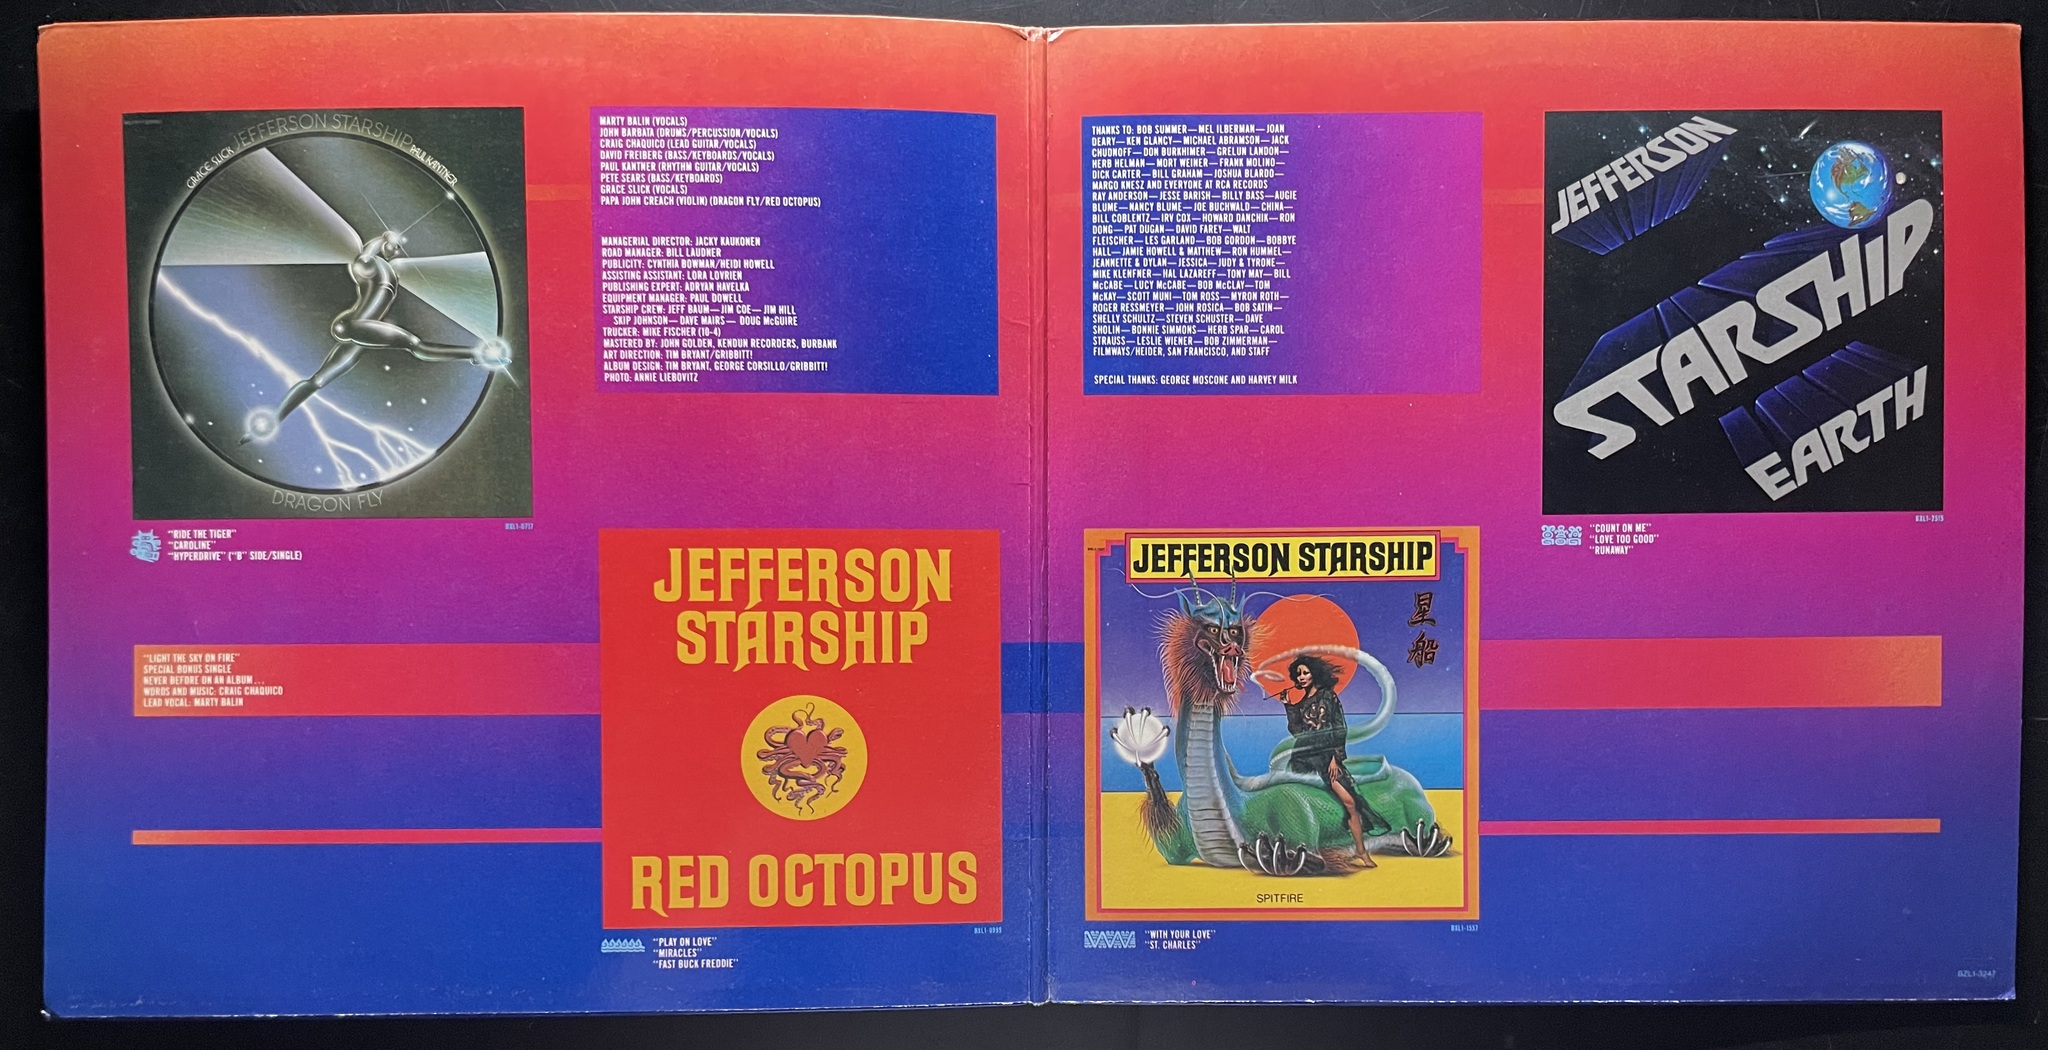 JEFFERSON STARSHIP
GRACE SLICK
PAUL KANTNER
DRAGON FLY
BXL1-0717
"RIDE THE TIGER"
"CAROLINE"
"HYPERDRIVE" ("B" SIDE/SINGLE)
"LIGHT THE SKY ON FIRE"
SPECIAL BONUS SINGLE
NEVER BEFORE ON AN ALBUM...
WORDS AND MUSIC: CRAIG CHAQUICO
LEAD VOCAL: MARTY BALIN
MARTY BALIN (VOCALS)
JOHN BARBATA (DRUMS/PERCUSSION/VOCALS)
CRAIG CHAQUICO (LEAD GUITAR/VOCALS)
DAVID FREIBERG (BASS/KEYBOARDS/VOCALS)
PAUL KANTNER (RHYTHM GUITAR/VOCALS)
PETE SEARS (BASS/KEYBOARDS)
GRACE SLICK (VOCALS)
PAPA JOHN CREACH (VIOLIN) (DRAGON FLY/RED OCTOPUS)
MANAGERIAL DIRECTOR: JACKY KAUKONEN
ROAD MANAGER: BILL LAUDNER
PUBLICITY: CYNTHIA BOWMAN/HEIDI HOWELL
ASSISTING ASSISTANT: LORA LOVRIEN
PUBLISHING EXPERT: ADRYAN HAVELKA
EQUIPMENT MANAGER: PAUL DOWELL
STARSHIP CREW: JEFF BAUM—JIM COE—JIM HILL
SKIP JOHNSON—DAVE MAIRS—DOUG McGUIRE
TRUCKER: MIKE FISCHER (10-4)
MASTERED BY: JOHN GOLDEN, KENDUN RECORDERS, BURBANK
ART DIRECTION: TIM BRYANT/GRIBBITT!
ALBUM DESIGN: TIM BRYANT, GEORGE CORSILLO/GRIBBITT!
PHOTO: ANNIE LIEBOVITZ
JEFFERSON
STARSHIP
RED OCTOPUS
"PLAY ON LOVE"
"MIRACLES"
"FAST BUCK FREDDIE"
THANKS TO: BOB SUMMER—MEL ILBERMAN—JOAN
DEARY—KEN GLANCY—MICHAEL ABRAMSON—JACK
CHUDNOFF—DON BURKHIMER—GRELUN LANDON—
HERB HELMAN—MORT WEINER—FRANK MOLINO—
DICK CARTER—BILL GRAHAM—JOSHUA BLARDO—
MARGO KNESZ AND EVERYONE AT RCA RECORDS
RAY ANDERSON—JESSE BARISH—BILLY BASS—AUGIE
BLUME—NANCY BLUME—JOE BUCHWALD—CHINA—
BILL COBLENTZ—IRV COX—HOWARD DANCHIK—RON
DONG—PAT DUGAN—DAVID FAREY—WALT
FLEISCHER—LES GARLAND—BOB GORDON—BOBBYE
HALL—JAMIE HOWELL & MATTHEW—RON HUMMEL—
JEANNETTE & DYLAN—JESSICA—JUDY & TYRONE—
MIKE KLENFNER—HAL LAZAREFF—TONY MAY—BILL
McCABE—LUCY McCABE—BOB McCLAY—TOM
McKAY—SCOTT MUNI—TOM ROSS—MYRON ROTH—
ROGER RESSMEYER—JOHN ROSICA—BOB SATIN—
SHELLY SCHULTZ—STEVEN SCHUSTER—DAVE
SHOLIN—BONNIE SIMMONS—HERB SPAR—CAROL
STRAUSS—LESLIE WIENER—BOB ZIMMERMAN—
FILMWAYS/HEIDER, SAN FRANCISCO, AND STAFF
SPECIAL THANKS: GEORGE MOSCONE AND HARVEY MILK
JEFFERSON STARSHIP
星
船
SPITFIRE
BXL1-1557
"WITH YOUR LOVE"
"ST. CHARLES"
JEFFERSON
STARSHIP
EARTH
BXL1-2515
"COUNT ON ME"
"LOVE TOO GOOD"
"RUNAWAY"
BZL1-3247